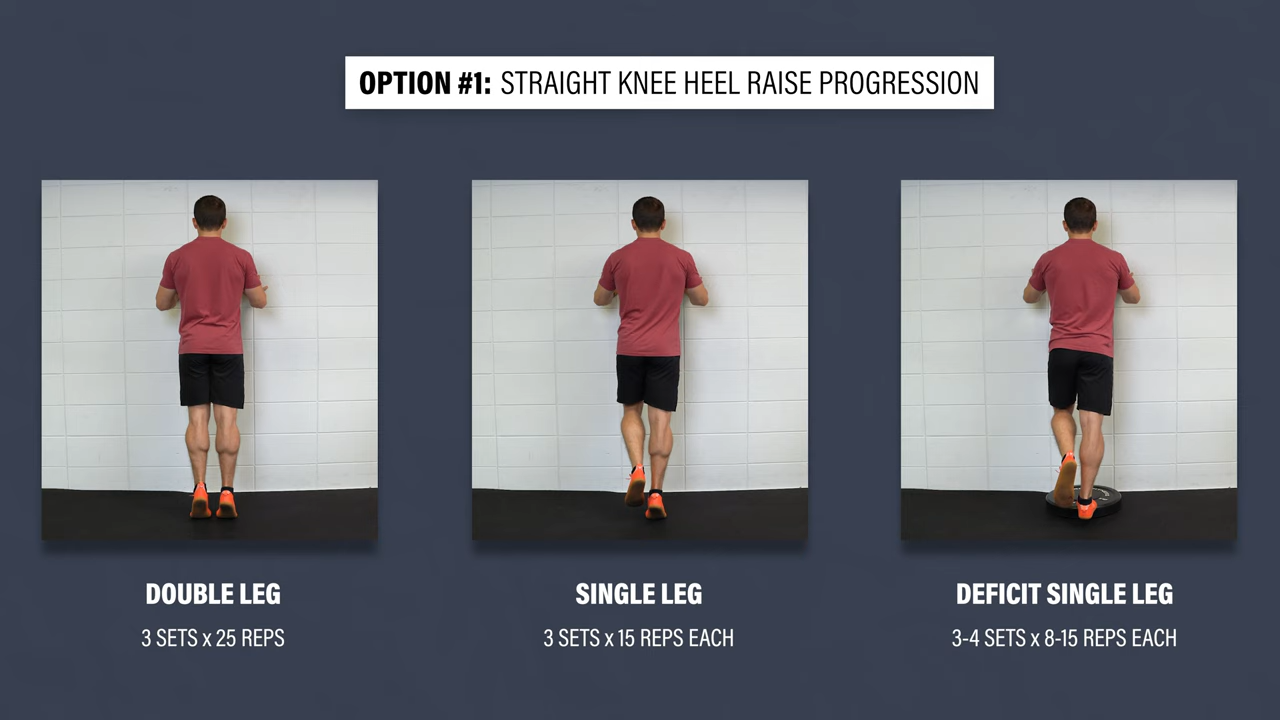 OPTION #1: STRAIGHT KNEE HEEL RAISE PROGRESSION
DOUBLE LEG
3 SETS x 25 REPS
SINGLE LEG
3 SETS x 15 REPS EACH
DEFICIT SINGLE LEG
3-4 SETS x 8-15 REPS EACH